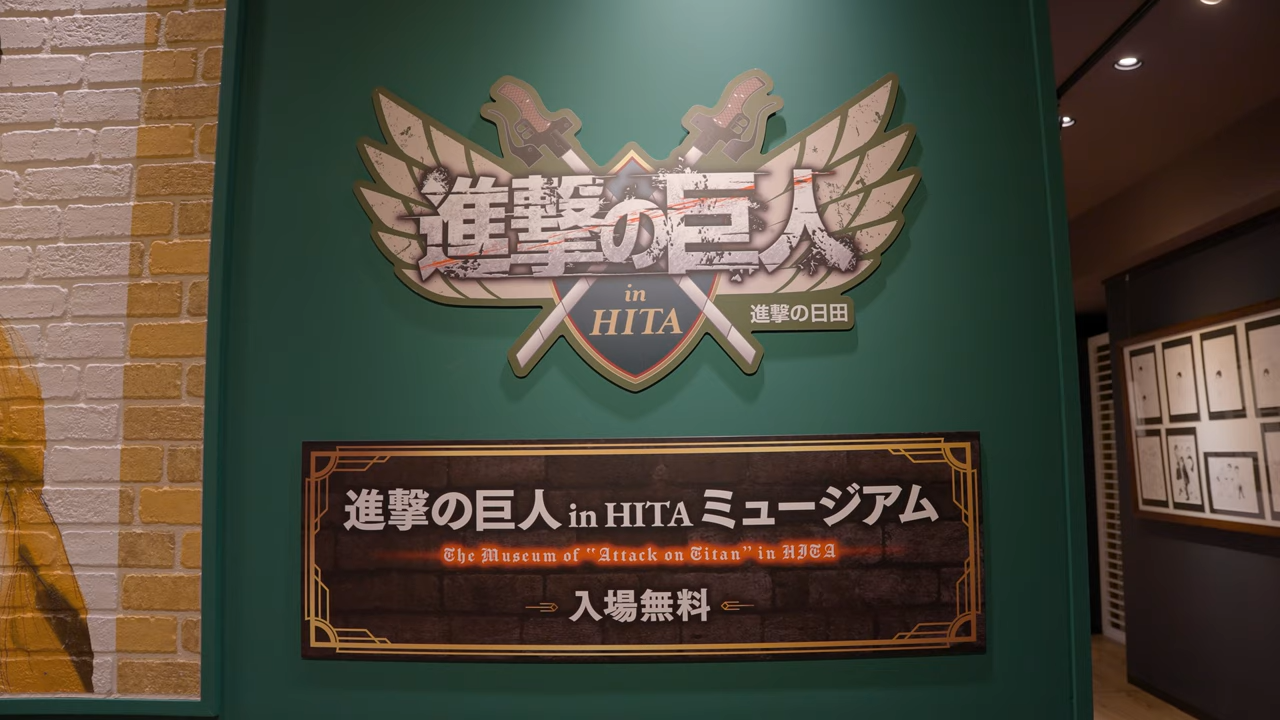 進撃の巨人
in
HITA
進撃の日田
進撃の巨人 in HITA ミュージアム
The Museum of "Attack on Titan" in HITA
入場無料